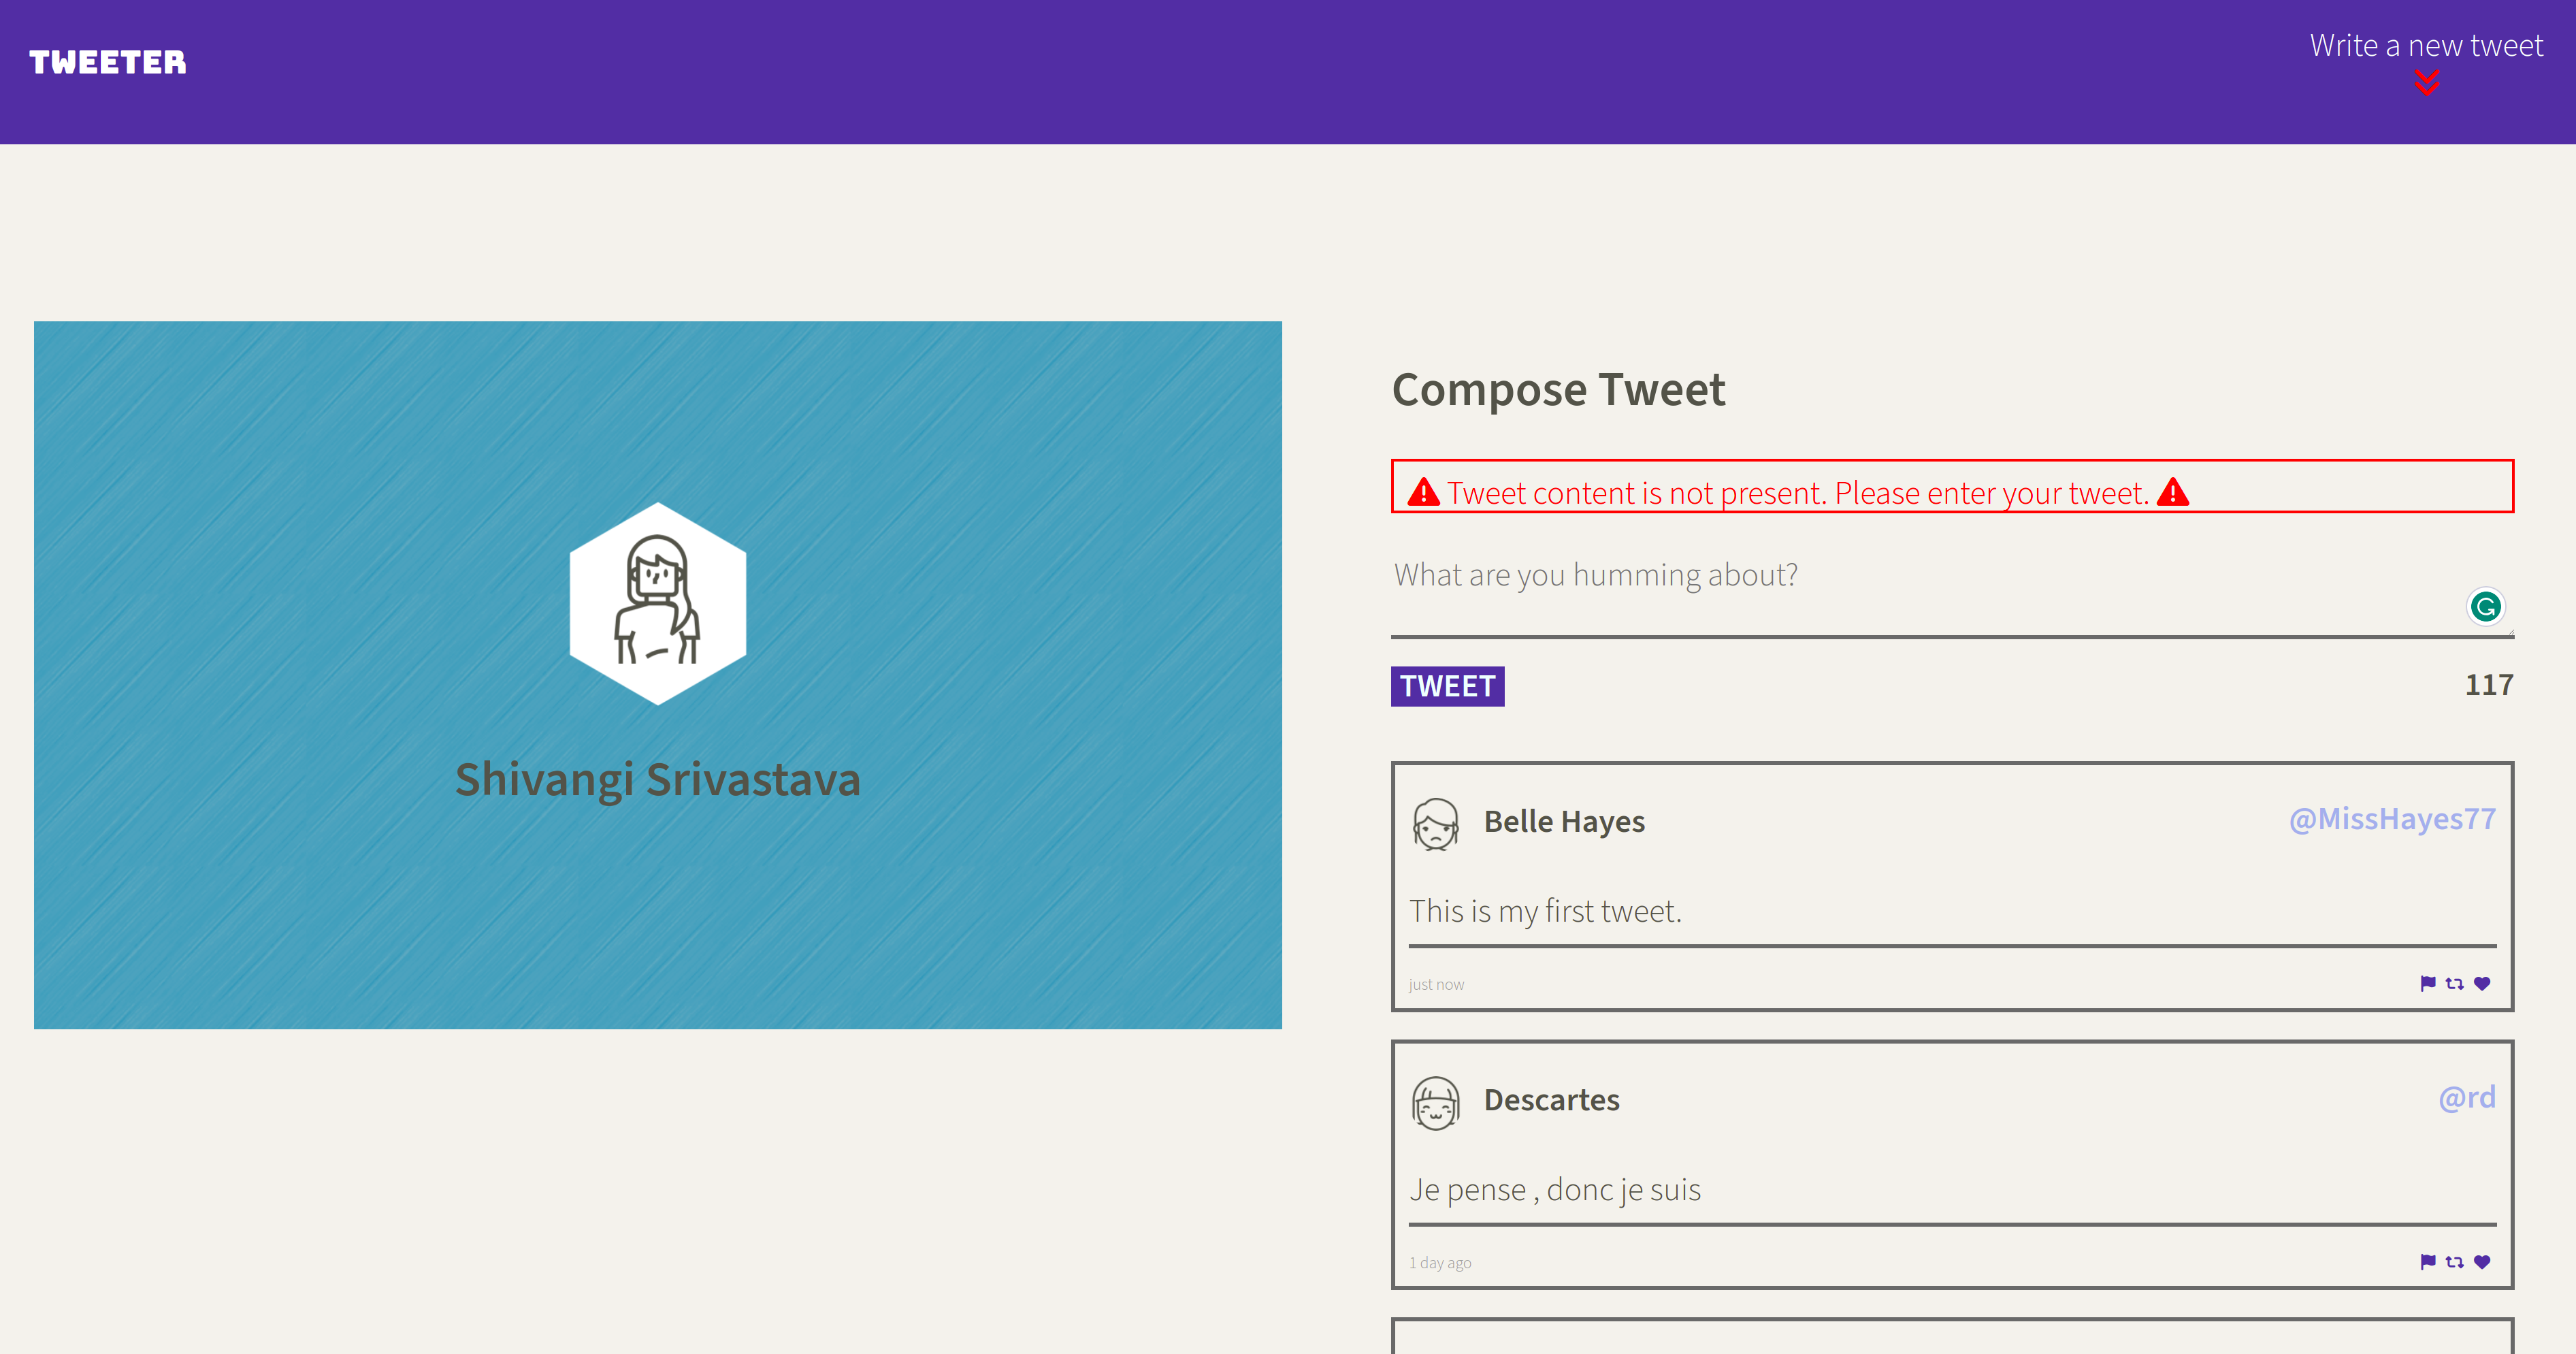 TWEETER
Write a new tweet
Shivangi Srivastava
Compose Tweet
Tweet content is not present. Please enter your tweet.
What are you humming about?
TWEET
117
Belle Hayes
@MissHayes77
This is my first tweet.
just now
Descartes
@rd
Je pense , donc je suis
1 day ago